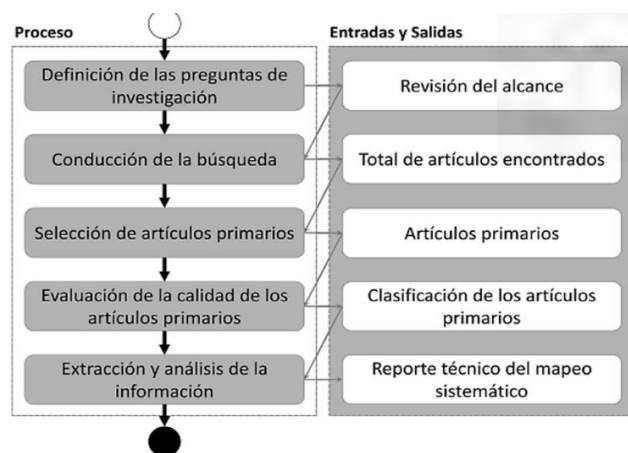 Proceso
Entradas y Salidas
Definición de las preguntas de
investigación
Revisión del alcance
Conducción de la búsqueda
Total de artículos encontrados
Selección de artículos primarios
Artículos primarios
Evaluación de la calidad de los
artículos primarios
Clasificación de los artículos
primarios
Extracción y análisis de la
información
Reporte técnico del mapeo
sistemático